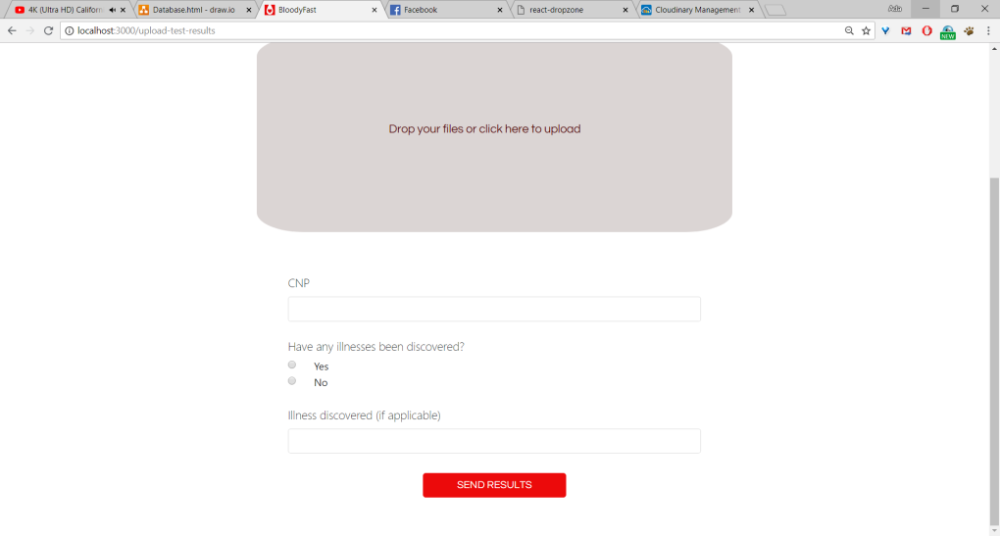 4K (Ultra HD) Californ
Database.html - draw.io
BloodyFast
Facebook
react-dropzone
Cloudinary Management
localhost:3000/upload-test-results
NEW
Drop your files or click here to upload
CNP
Have any illnesses been discovered?
Yes
No
Illness discovered (if applicable)
SEND RESULTS